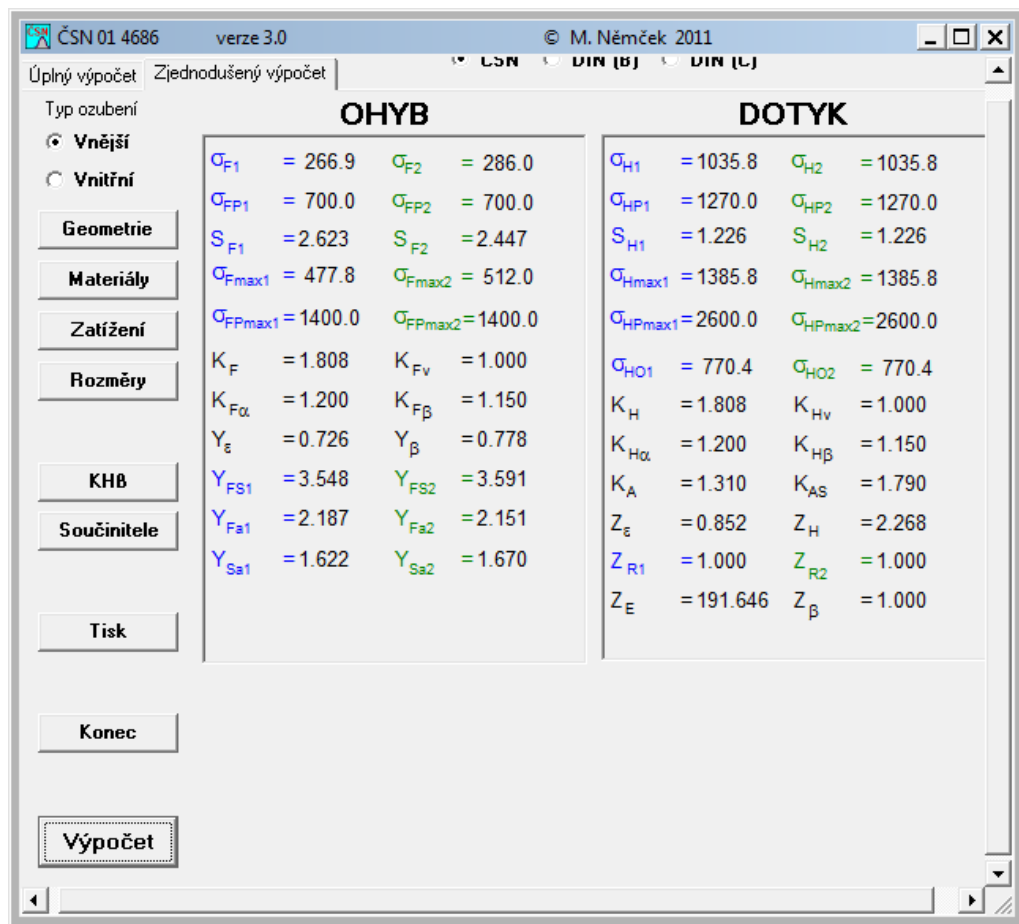 ČSN 01 4686 verze 3.0 © M. Němček 2011
Úplný výpočet Zjednodušený výpočet ČSN DIN (B) DIN (C)
Typ ozubení
Vnější
Vnitřní
Geometrie
Materiály
Zatížení
Rozměry
KHB
Součinitele
Tisk
Konec
Výpočet
OHYB
σF1 = 266.9 σF2 = 286.0
σFP1 = 700.0 σFP2 = 700.0
SF1 =2.623 SF2 =2.447
σFmax1 = 477.8 σFmax2 = 512.0
σFPmax1 =1400.0 σFPmax2 =1400.0
KF =1.808 KFv =1.000
KFα =1.200 KFβ =1.150
Yε =0.726 Yβ =0.778
YFS1 =3.548 YFS2 =3.591
YFa1 =2.187 YFa2 =2.151
YSa1 =1.622 YSa2 =1.670
DOTYK
σH1 =1035.8 σH2 =1035.8
σHP1 =1270.0 σHP2 =1270.0
SH1 =1.226 SH2 =1.226
σHmax1 =1385.8 σHmax2 =1385.8
σHPmax1 =2600.0 σHPmax2 =2600.0
σHO1 = 770.4 σHO2 = 770.4
KH =1.808 KHv =1.000
KHα =1.200 KHβ =1.150
KA =1.310 KAS =1.790
Zε =0.852 ZH =2.268
ZR1 =1.000 ZR2 =1.000
ZE =191.646 Zβ =1.000